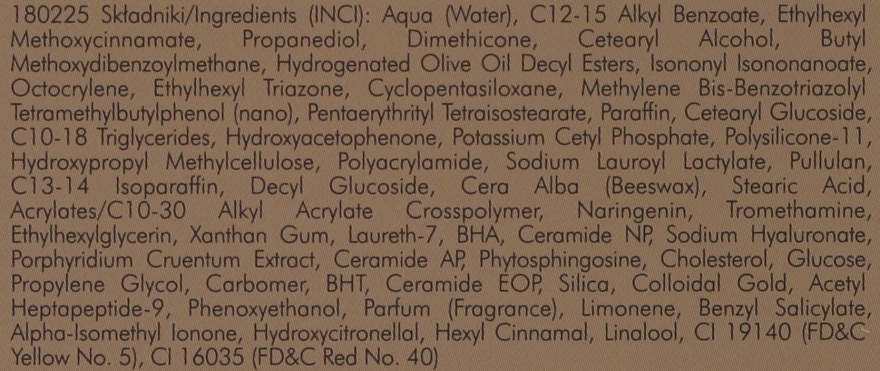 180225 Składniki/Ingredients (INCI): Aqua (Water), C12-15 Alkyl Benzoate, Ethylhexyl
Methoxycinnamate, Propanediol, Dimethicone, Cetearyl Alcohol, Butyl
Methoxydibenzoylmethane, Hydrogenated Olive Oil Decyl Esters, Isononyl Isononanoate,
Octocrylene, Ethylhexyl Triazone, Cyclopentasiloxane, Methylene Bis-Benzotriazolyl
Tetramethylbutylphenol (nano), Pentaerythrityl Tetraisostearate, Paraffin, Cetearyl Glucoside,
C10-18 Triglycerides, Hydroxyacetophenone, Potassium Cetyl Phosphate, Polysilicone-11,
Hydroxypropyl Methylcellulose, Polyacrylamide, Sodium Lauroyl Lactylate, Pullulan,
C13-14 Isoparaffin, Decyl Glucoside, Cera Alba (Beeswax), Stearic Acid,
Acrylates/C10-30 Alkyl Acrylate Crosspolymer, Naringenin, Tromethamine,
Ethylhexylglycerin, Xanthan Gum, Laureth-7, BHA, Ceramide NP, Sodium Hyaluronate,
Porphyridium Cruentum Extract, Ceramide AP, Phytosphingosine, Cholesterol, Glucose,
Propylene Glycol, Carbomer, BHT, Ceramide EOP, Silica, Colloidal Gold, Acetyl
Heptapeptide-9, Phenoxyethanol, Parfum (Fragrance), Limonene, Benzyl Salicylate,
Alpha-Isomethyl Ionone, Hydroxycitronellal, Hexyl Cinnamal, Linalool, CI 19140 (FD&C
Yellow No. 5), CI 16035 (FD&C Red No. 40)